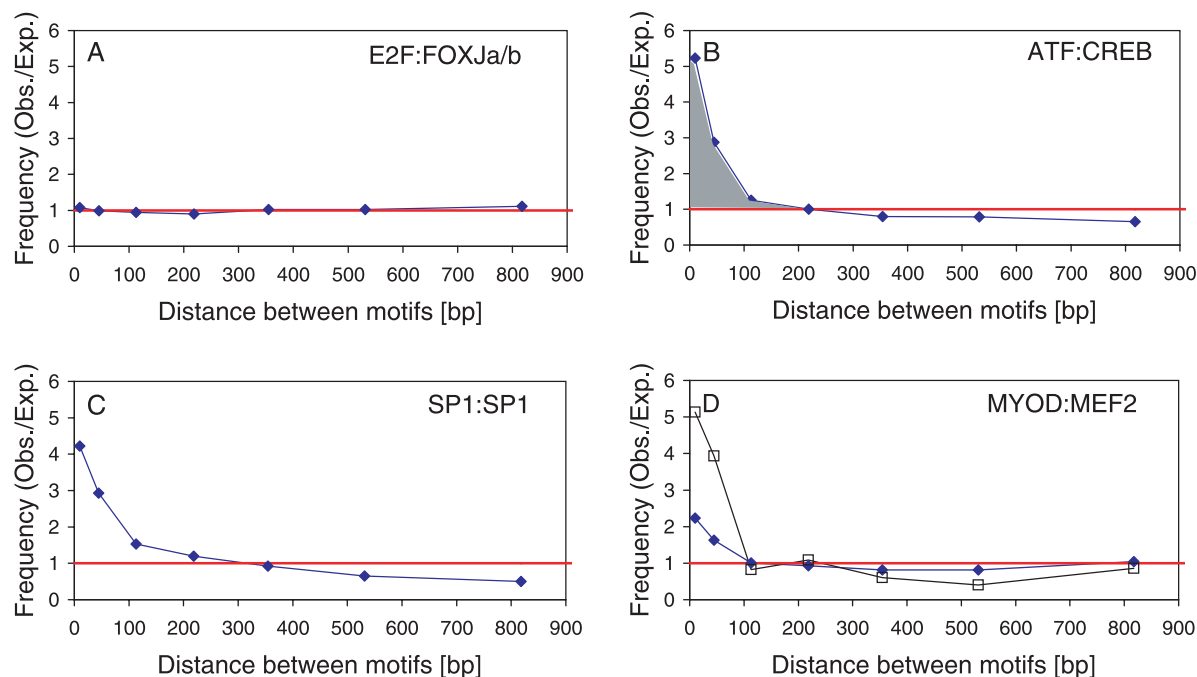 A
E2F:FOXJa/b
Frequency (Obs./Exp.)
6
5
4
3
2
1
0
0 100 200 300 400 500 600 700 800 900
Distance between motifs [bp]
B
ATF:CREB
Frequency (Obs./Exp.)
6
5
4
3
2
1
0
0 100 200 300 400 500 600 700 800 900
Distance between motifs [bp]
C
SP1:SP1
Frequency (Obs./Exp.)
6
5
4
3
2
1
0
0 100 200 300 400 500 600 700 800 900
Distance between motifs [bp]
D
MYOD:MEF2
Frequency (Obs./Exp.)
6
5
4
3
2
1
0
0 100 200 300 400 500 600 700 800 900
Distance between motifs [bp]